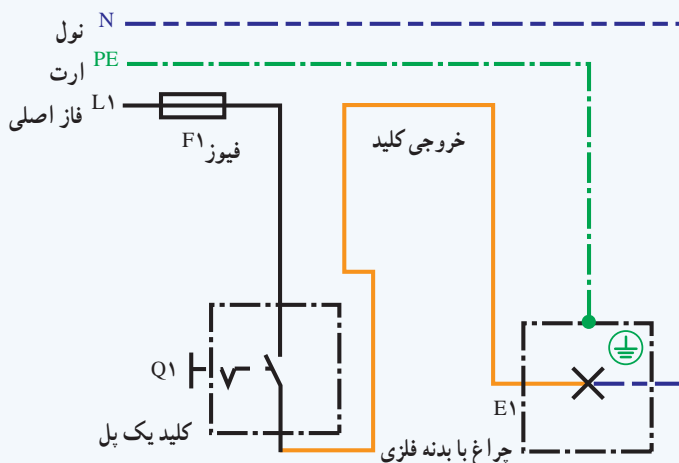 نول N
ارت PE
فاز اصلی L۱
فیوز F۱
خروجی کلید
Q۱
کلید یک پل
E۱
چراغ با بدنه فلزی